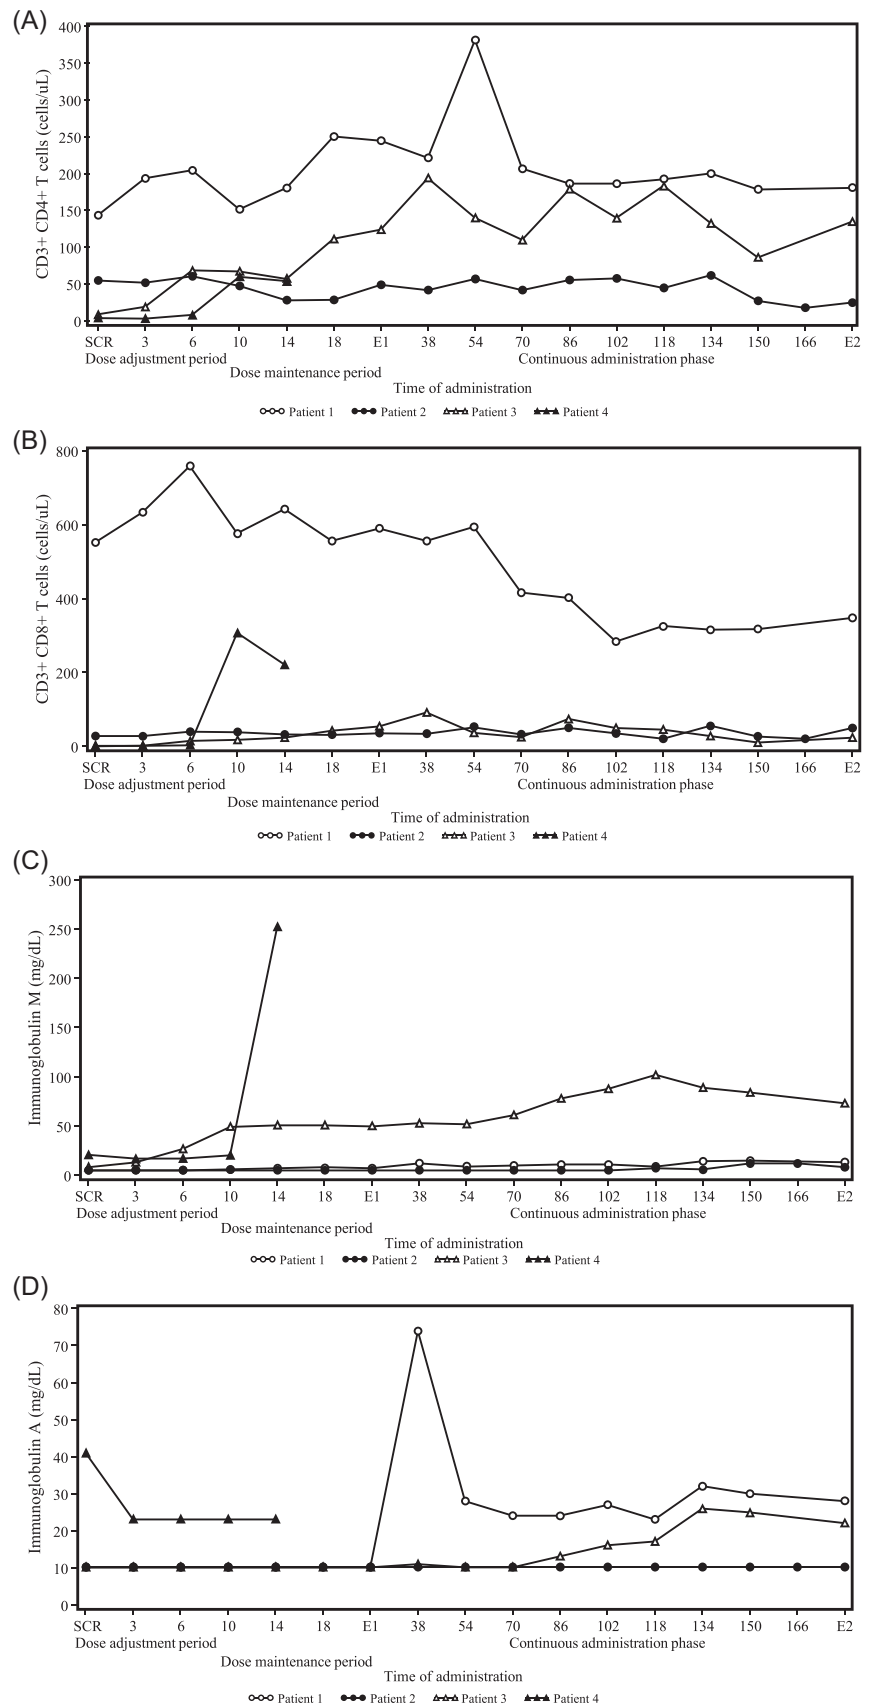 (A)
CD3+ CD4+ T cells (cells/uL)
400
350
300
250
200
150
100
50
0
SCR 3 6 10 14 18 E1 38 54 70 86 102 118 134 150 166 E2
Dose adjustment period Continuous administration phase
Dose maintenance period
Time of administration
Patient 1 Patient 2 Patient 3 Patient 4
(B)
CD3+ CD8+ T cells (cells/uL)
800
600
400
200
0
SCR 3 6 10 14 18 E1 38 54 70 86 102 118 134 150 166 E2
Dose adjustment period Continuous administration phase
Dose maintenance period
Time of administration
Patient 1 Patient 2 Patient 3 Patient 4
(C)
Immunoglobulin M (mg/dL)
300
250
200
150
100
50
0
SCR 3 6 10 14 18 E1 38 54 70 86 102 118 134 150 166 E2
Dose adjustment period Continuous administration phase
Dose maintenance period
Time of administration
Patient 1 Patient 2 Patient 3 Patient 4
(D)
Immunoglobulin A (mg/dL)
80
70
60
50
40
30
20
10
0
SCR 3 6 10 14 18 E1 38 54 70 86 102 118 134 150 166 E2
Dose adjustment period Continuous administration phase
Dose maintenance period
Time of administration
Patient 1 Patient 2 Patient 3 Patient 4